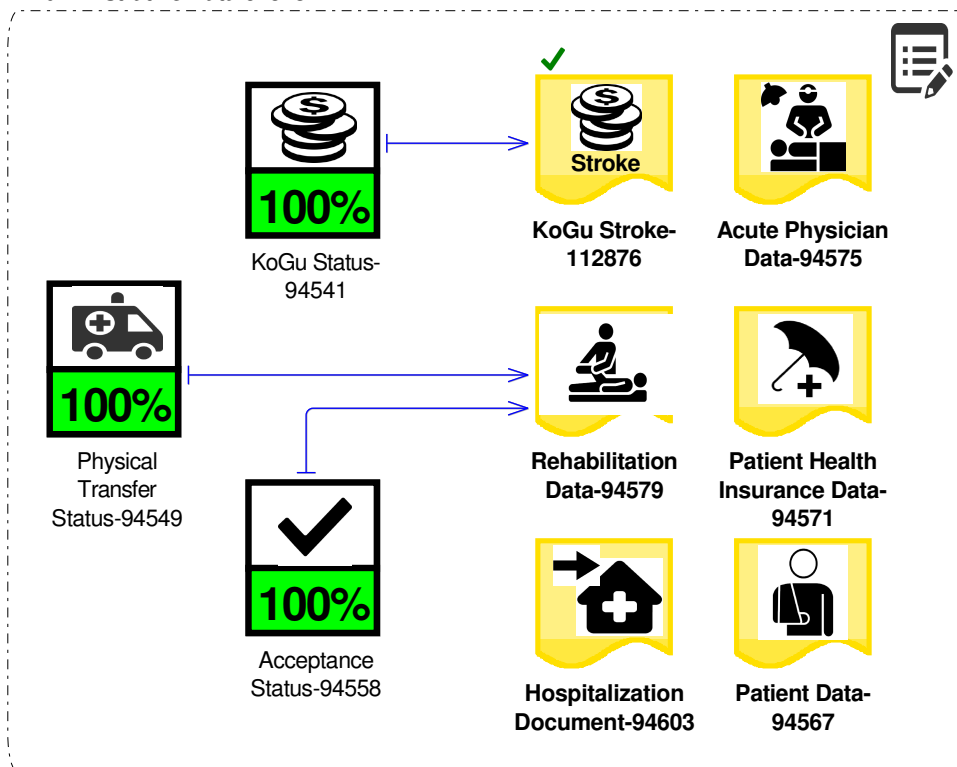 100%
KoGu Status-
94541
Stroke
KoGu Stroke-
112876
Acute Physician
Data-94575
100%
Physical
Transfer
Status-94549
Rehabilitation
Data-94579
Patient Health
Insurance Data-
94571
100%
Acceptance
Status-94558
Hospitalization
Document-94603
Patient Data-
94567